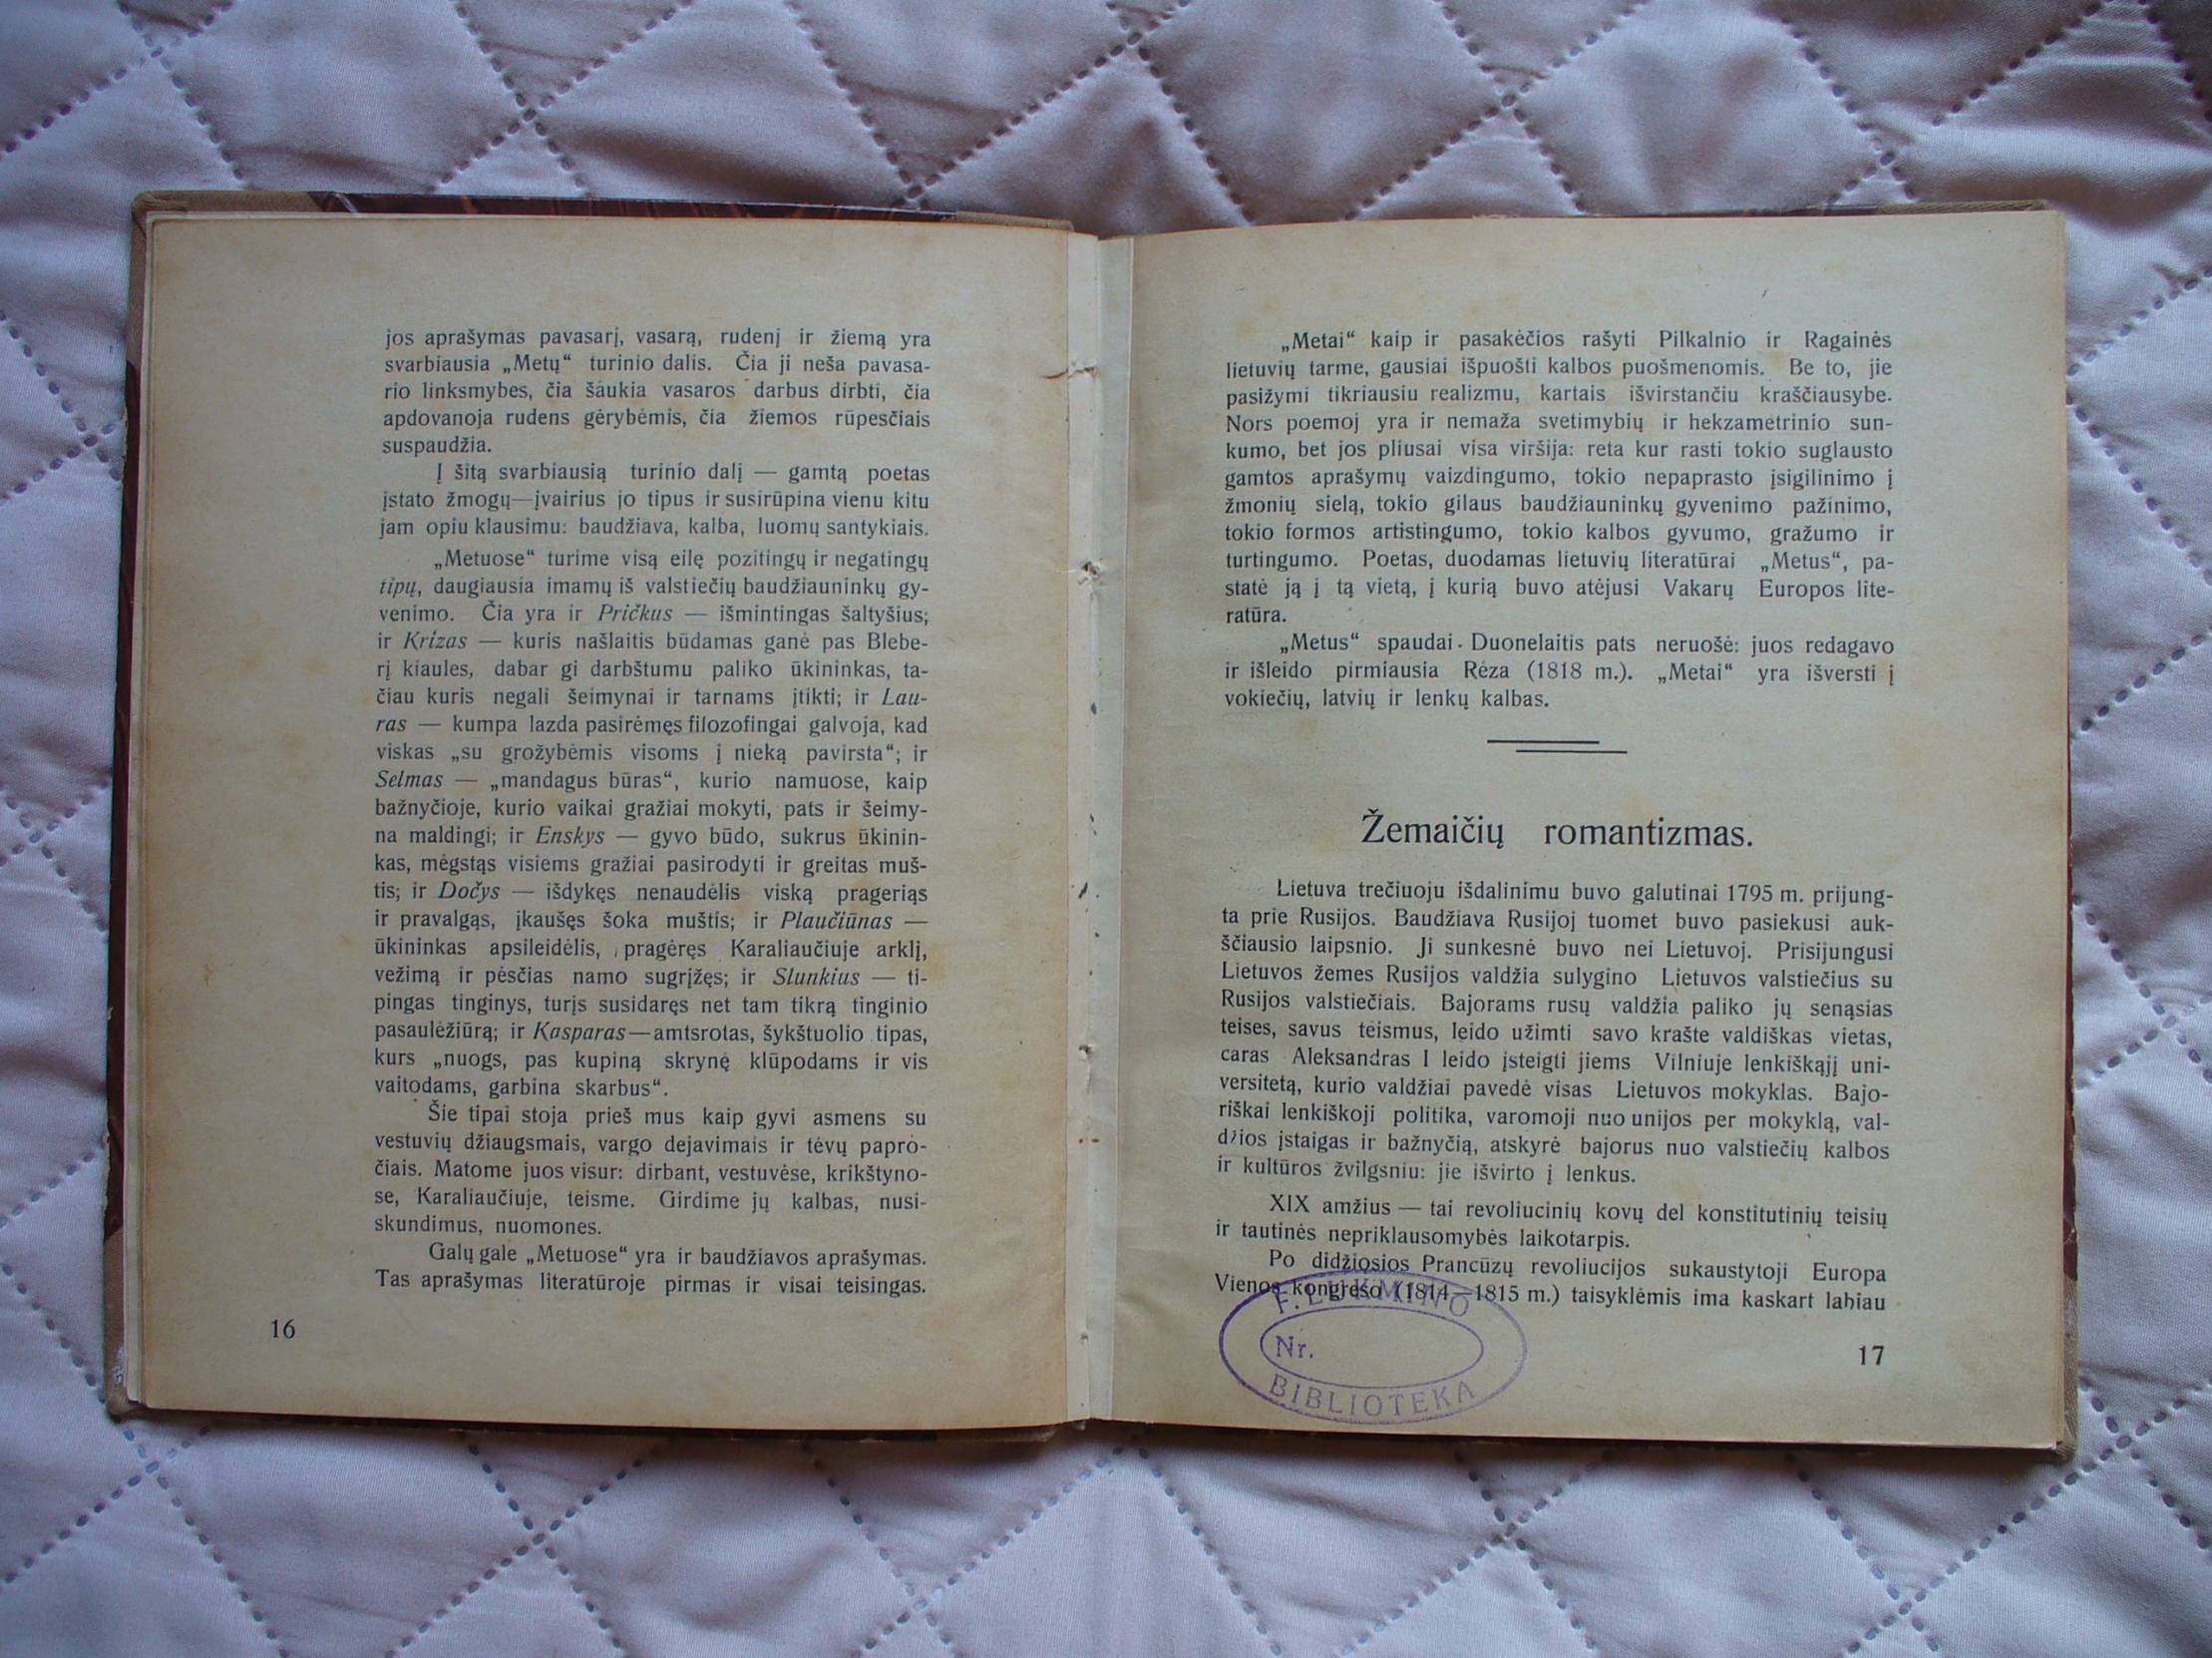 jos aprašymas pavasarį, vasarą, rudenį ir žiemą yra
svarbiausia „Metų“ turinio dalis. Čia ji neša pavasa-
rio linksmybes, čia šaukia vasaros darbus dirbti, čia
apdovanoja rudens gėrybėmis, čia žiemos rūpesčiais
suspaudžia.
Į šitą svarbiausią turinio dalį — gamtą poetas
įstato žmogų—įvairius jo tipus ir susirūpina vienu kitu
jam opiu klausimu: baudžiava, kalba, luomų santykiais.
„Metuose“ turime visą eilę pozitingų ir negatingų
tipų, daugiausia imamų iš valstiečių baudžiauninkų gy-
venimo. Čia yra ir Pričkus — išmintingas šaltyšius;
ir Krizas — kuris našlaitis būdamas ganė pas Blebe-
rį kiaules, dabar gi darbštumu paliko ūkininkas, ta-
čiau kuris negali šeimynai ir tarnams įtikti; ir Lau-
ras — kumpa lazda pasirėmęs filozofingai galvoja, kad
viskas „su grožybėmis visoms į nieką pavirsta“; ir
Selmas — „mandagus būras“, kurio namuose, kaip
bažnyčioje, kurio vaikai gražiai mokyti, pats ir šeimy-
na maldingi; ir Enskys — gyvo būdo, sukrus ūkinin-
kas, mėgstąs visiems gražiai pasirodyti ir greitas muš-
tis; ir Dočys — išdykęs nenaudėlis viską prageriąs
ir pravalgąs, įkaušęs šoka muštis; ir Plaučiūnas —
ūkininkas apsileidėlis, pragėręs Karaliaučiuje arklį,
vežimą ir pėsčias namo sugrįžęs; ir Slunkius — ti-
pingas tinginys, turįs susidaręs net tam tikrą tinginio
pasaulėžiūrą; ir Kasparas—amtsrotas, šykštuolio tipas,
kurs „nuogs, pas kupiną skrynę klūpodams ir vis
vaitodams, garbina skarbus“.
Šie tipai stoja prieš mus kaip gyvi asmens su
vestuvių džiaugsmais, vargo dejavimais ir tėvų papro-
čiais. Matome juos visur: dirbant, vestuvėse, krikštyno-
se, Karaliaučiuje, teisme. Girdime jų kalbas, nusi-
skundimus, nuomones.
Galų gale „Metuose“ yra ir baudžiavos aprašymas.
Tas aprašymas literatūroje pirmas ir visai teisingas.
16
„Metai“ kaip ir pasakėčios rašyti Pilkalnio ir Ragainės
lietuvių tarme, gausiai išpuošti kalbos puošmenomis. Be to, jie
pasižymi tikriausiu realizmu, kartais išvirstančiu kraščiausybe.
Nors poemoj yra ir nemaža svetimybių ir hekzametrinio sun-
kumo, bet jos pliusai visa viršija: reta kur rasti tokio suglausto
gamtos aprašymų vaizdingumo, tokio nepaprasto įsigilinimo į
žmonių sielą, tokio gilaus baudžiauninkų gyvenimo pažinimo,
tokio formos artistingumo, tokio kalbos gyvumo, gražumo ir
turtingumo. Poetas, duodamas lietuvių literatūrai „Metus“, pa-
statė ją į tą vietą, į kurią buvo atėjusi Vakarų Europos lite-
ratūra.
„Metus“ spaudai Duonelaitis pats neruošė: juos redagavo
ir išleido pirmiausia Rėza (1818 m.). „Metai“ yra išversti į
vokiečių, latvių ir lenkų kalbas.
Žemaičių romantizmas.
Lietuva trečiuoju išdalinimu buvo galutinai 1795 m. prijung-
ta prie Rusijos. Baudžiava Rusijoj tuomet buvo pasiekusi auk-
ščiausio laipsnio. Ji sunkesnė buvo nei Lietuvoj. Prisijungusi
Lietuvos žemes Rusijos valdžia sulygino Lietuvos valstiečius su
Rusijos valstiečiais. Bajorams rusų valdžia paliko jų senąsias
teises, savus teismus, leido užimti savo krašte valdiškas vietas,
caras Aleksandras I leido įsteigti jiems Vilniuje lenkiškąjį uni-
versitetą, kurio valdžiai pavedė visas Lietuvos mokyklas. Bajo-
riškai lenkiškoji politika, varomoji nuo unijos per mokyklą, val-
džios įstaigas ir bažnyčią, atskyrė bajorus nuo valstiečių kalbos
ir kultūros žvilgsniu: jie išvirto į lenkus.
XIX amžius — tai revoliucinių kovų del konstitutinių teisių
ir tautinės nepriklausomybės laikotarpis.
Po didžiosios Prancūzų revoliucijos sukaustytoji Europa
Vienos kongreso (1814—1815 m.) taisyklėmis ima kaskart labiau
F. LUKMINO
Nr.
BIBLIOTEKA
17